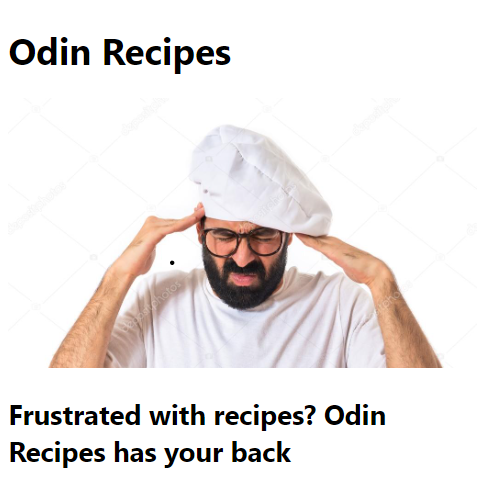 Odin Recipes
Frustrated with recipes? Odin
Recipes has your back